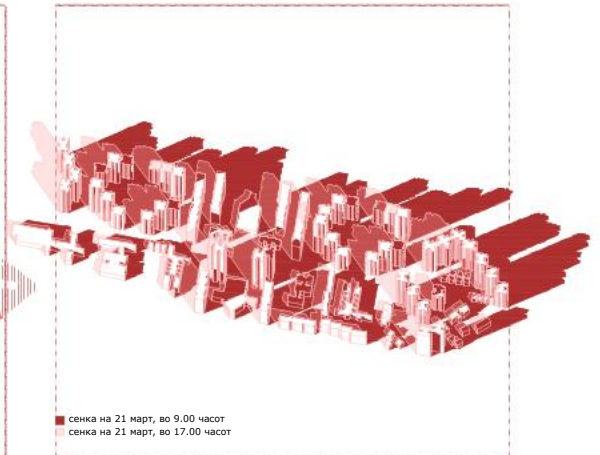 сенка на 21 март, во 9.00 часот
сенка на 21 март, во 17.00 часот